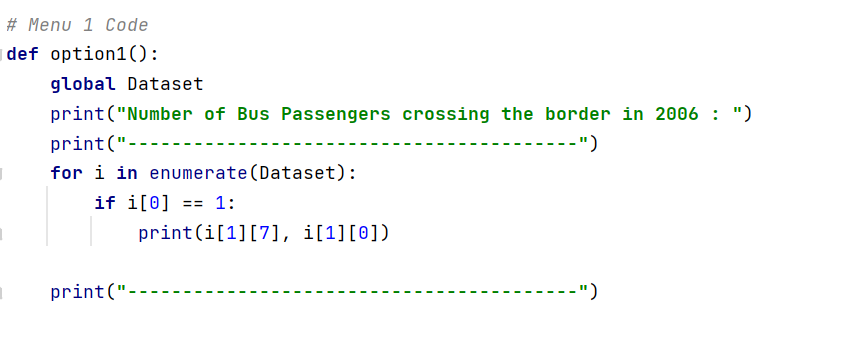 # Menu 1 Code
def option1():
    global Dataset
    print("Number of Bus Passengers crossing the border in 2006 : ")
    print("-----------------------------------------")
    for i in enumerate(Dataset):
        if i[0] == 1:
            print(i[1][7], i[1][0])
    print("-----------------------------------------")